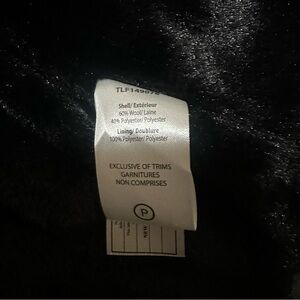 Shell/ Extérieur
60% Wool/ Laine
40% Polyester/ Polyester
Lining/ Doublure
100% Polyester/ Polyester
EXCLUSIVE OF TRIMS
GARNITURES
NON COMPRISES
P
NEW